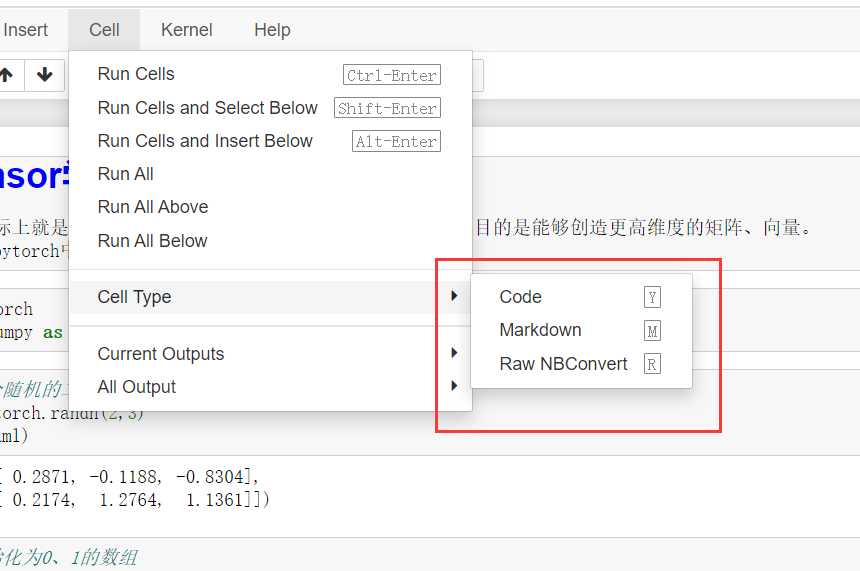 Insert Cell Kernel Help
Run Cells Ctrl-Enter
Run Cells and Select Below Shift-Enter
Run Cells and Insert Below Alt-Enter
Run All
Run All Above
Run All Below
Cell Type
Current Outputs
All Output
Code Y
Markdown M
Raw NBConvert R
nsor
际上就是 目的是能够创造更高维度的矩阵、向量。
ytorch中
orch
umpy as
随机的
torch.randn(2,3)
aml)
[ 0.2871, -0.1188, -0.8304],
[ 0.2174, 1.2764, 1.1361]])
始化为0、1的数组